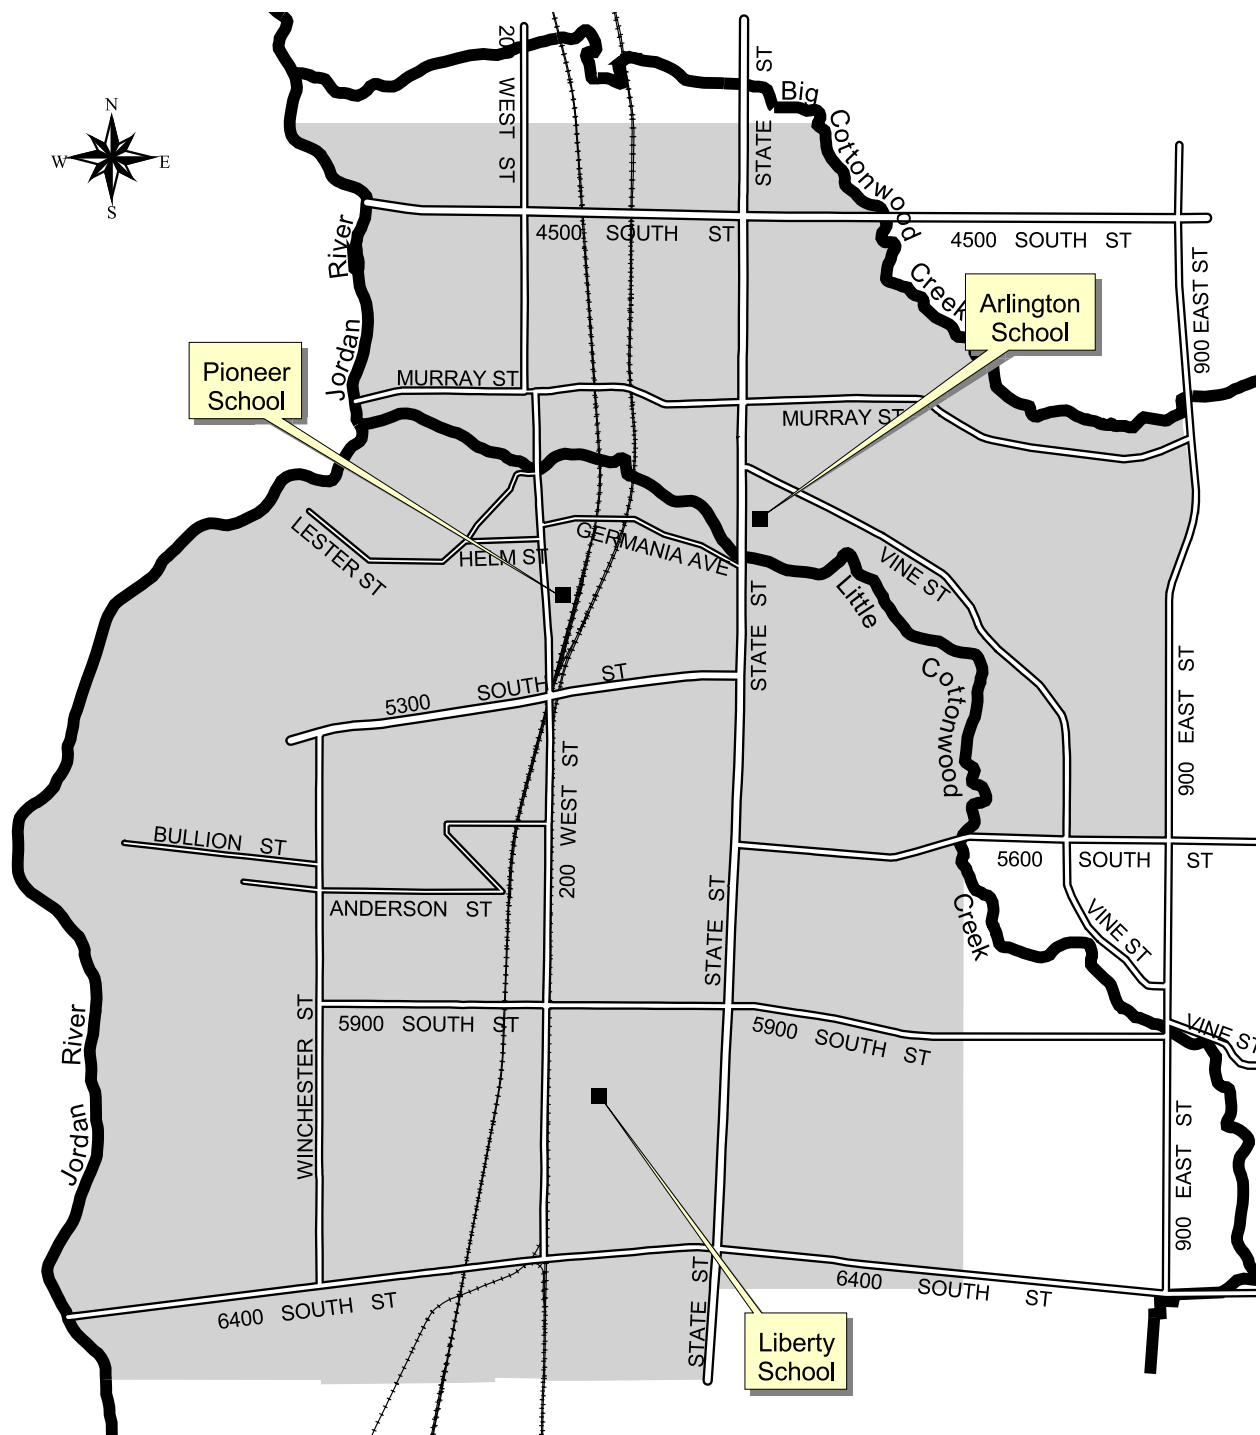 20 WEST ST
STATE ST
Big
Cottonwood
Creek
N
W E
S
4500 SOUTH ST
4500 SOUTH ST
River
Jordan
Arlington
School
900 EAST ST
Pioneer
School
MURRAY ST
MURRAY ST
LESTER ST
HELM ST
GERMANIA AVE
VINE ST
Little
Cottonwood
Creek
STATE ST
5300 SOUTH ST
900 EAST ST
200 WEST ST
BULLION ST
ANDERSON ST
5600 SOUTH ST
STATE ST
VINE ST
WINCHESTER ST
5900 SOUTH ST
5900 SOUTH ST
VINE ST
River
Jordan
900 EAST ST
6400 SOUTH ST
6400 SOUTH ST
STATE ST
Liberty
School